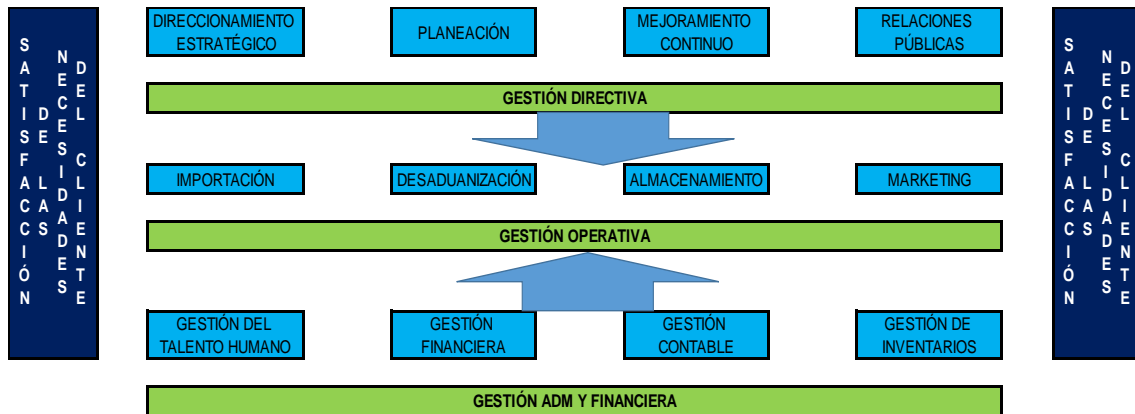 SATISFACCIÓN
DE LAS
NECESIDADES
DEL CLIENTE
DIRECCIONAMIENTO
ESTRATÉGICO
PLANEACIÓN
MEJORAMIENTO
CONTINUO
RELACIONES
PÚBLICAS
GESTIÓN DIRECTIVA
IMPORTACIÓN
DESADUANIZACIÓN
ALMACENAMIENTO
MARKETING
GESTIÓN OPERATIVA
GESTIÓN DEL
TALENTO HUMANO
GESTIÓN
FINANCIERA
GESTIÓN
CONTABLE
GESTIÓN DE
INVENTARIOS
GESTIÓN ADM Y FINANCIERA
SATISFACCIÓN
DE LAS
NECESIDADES
DEL CLIENTE